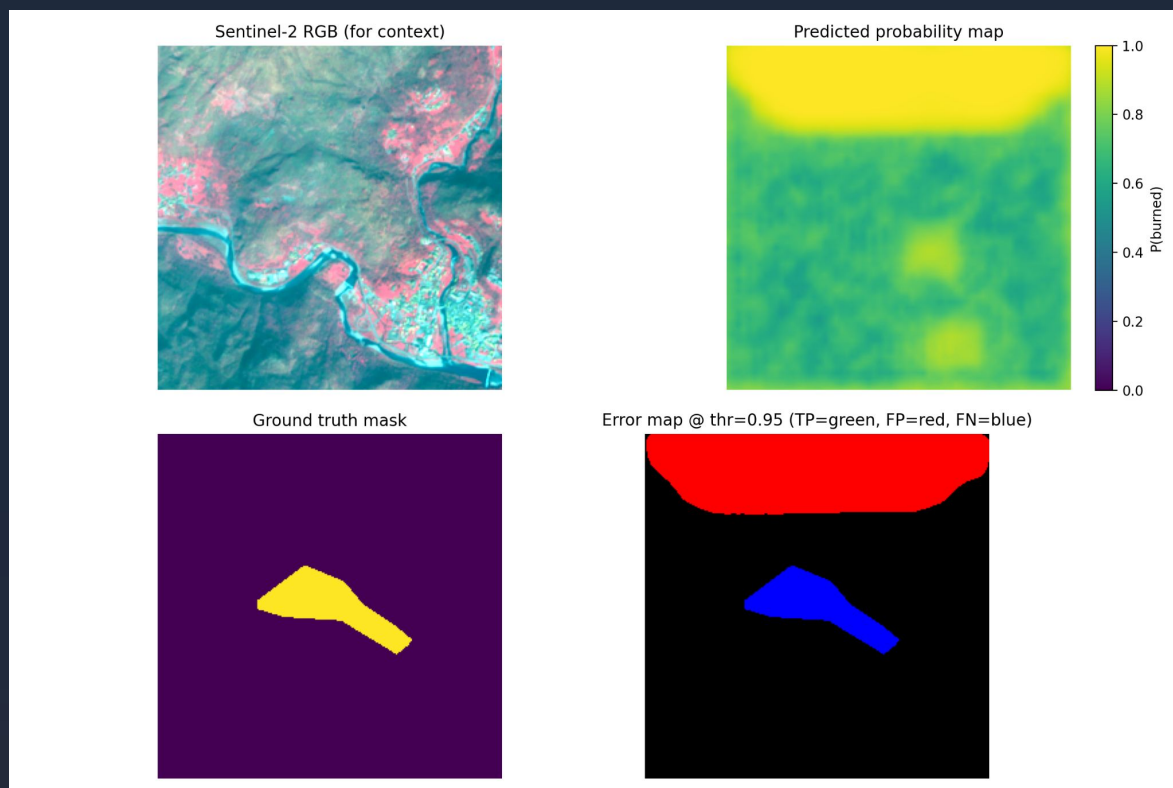 Sentinel-2 RGB (for context)
Predicted probability map
1.0
0.8
0.6
0.4
0.2
0.0
P(burned)
Ground truth mask
Error map @ thr=0.95 (TP=green, FP=red, FN=blue)